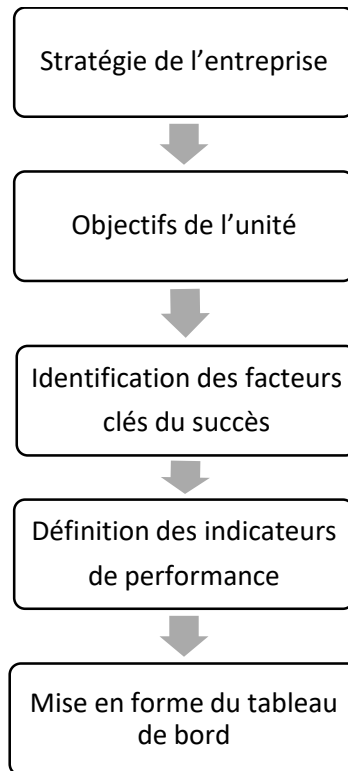 Stratégie de l’entreprise
Objectifs de l’unité
Identification des facteurs
clés du succès
Définition des indicateurs
de performance
Mise en forme du tableau
de bord